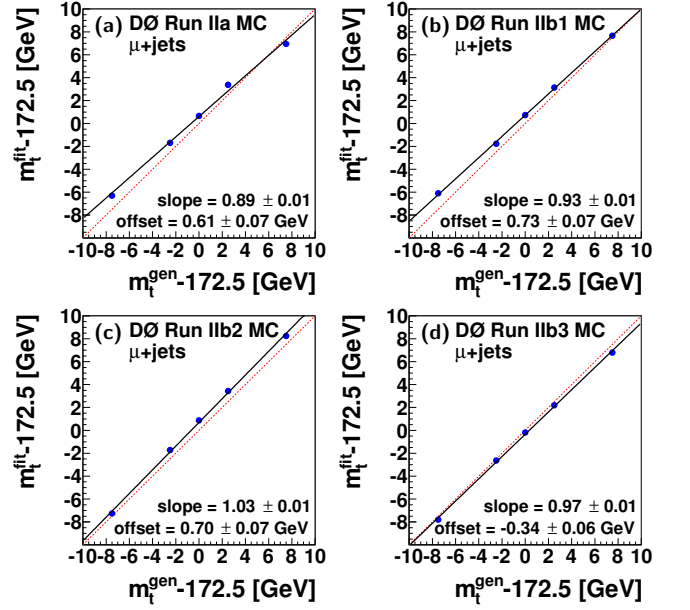 (a) DØ Run IIa MC
μ+jets
m_t^fit-172.5 [GeV]
10
8
6
4
2
0
-2
-4
-6
-8
slope = 0.89 ± 0.01
offset = 0.61 ± 0.07 GeV
-10 -8 -6 -4 -2 0 2 4 6 8 10
m_t^gen-172.5 [GeV]
(b) DØ Run IIb1 MC
μ+jets
m_t^fit-172.5 [GeV]
10
8
6
4
2
0
-2
-4
-6
-8
slope = 0.93 ± 0.01
offset = 0.73 ± 0.07 GeV
-10 -8 -6 -4 -2 0 2 4 6 8 10
m_t^gen-172.5 [GeV]
(c) DØ Run IIb2 MC
μ+jets
m_t^fit-172.5 [GeV]
10
8
6
4
2
0
-2
-4
-6
-8
slope = 1.03 ± 0.01
offset = 0.70 ± 0.07 GeV
-10 -8 -6 -4 -2 0 2 4 6 8 10
m_t^gen-172.5 [GeV]
(d) DØ Run IIb3 MC
μ+jets
m_t^fit-172.5 [GeV]
10
8
6
4
2
0
-2
-4
-6
-8
slope = 0.97 ± 0.01
offset = -0.34 ± 0.06 GeV
-10 -8 -6 -4 -2 0 2 4 6 8 10
m_t^gen-172.5 [GeV]